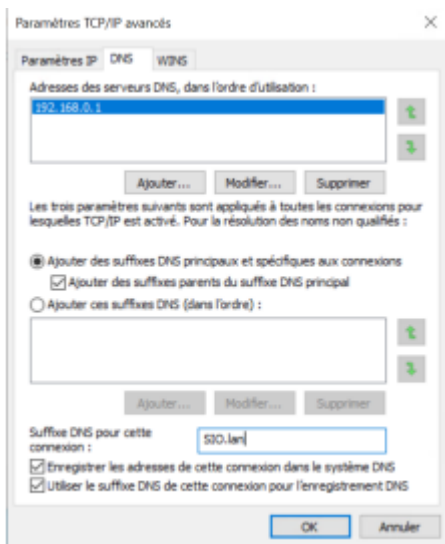 Paramètres TCP/IP avancés
Paramètres IP DNS WINS
Adresses des serveurs DNS, dans l'ordre d'utilisation :
192.168.0.1
Ajouter... Modifier... Supprimer
Les trois paramètres suivants sont appliqués à toutes les connexions pour
lesquelles TCP/IP est activé. Pour la résolution des noms non qualifiés :
Ajouter des suffixes DNS principaux et spécifiques aux connexions
Ajouter des suffixes parents du suffixe DNS principal
Ajouter ces suffixes DNS (dans l'ordre) :
Ajouter... Modifier... Supprimer
Suffixe DNS pour cette
connexion :
SIO.lan
Enregistrer les adresses de cette connexion dans le système DNS
Utiliser le suffixe DNS de cette connexion pour l'enregistrement DNS
OK Annuler